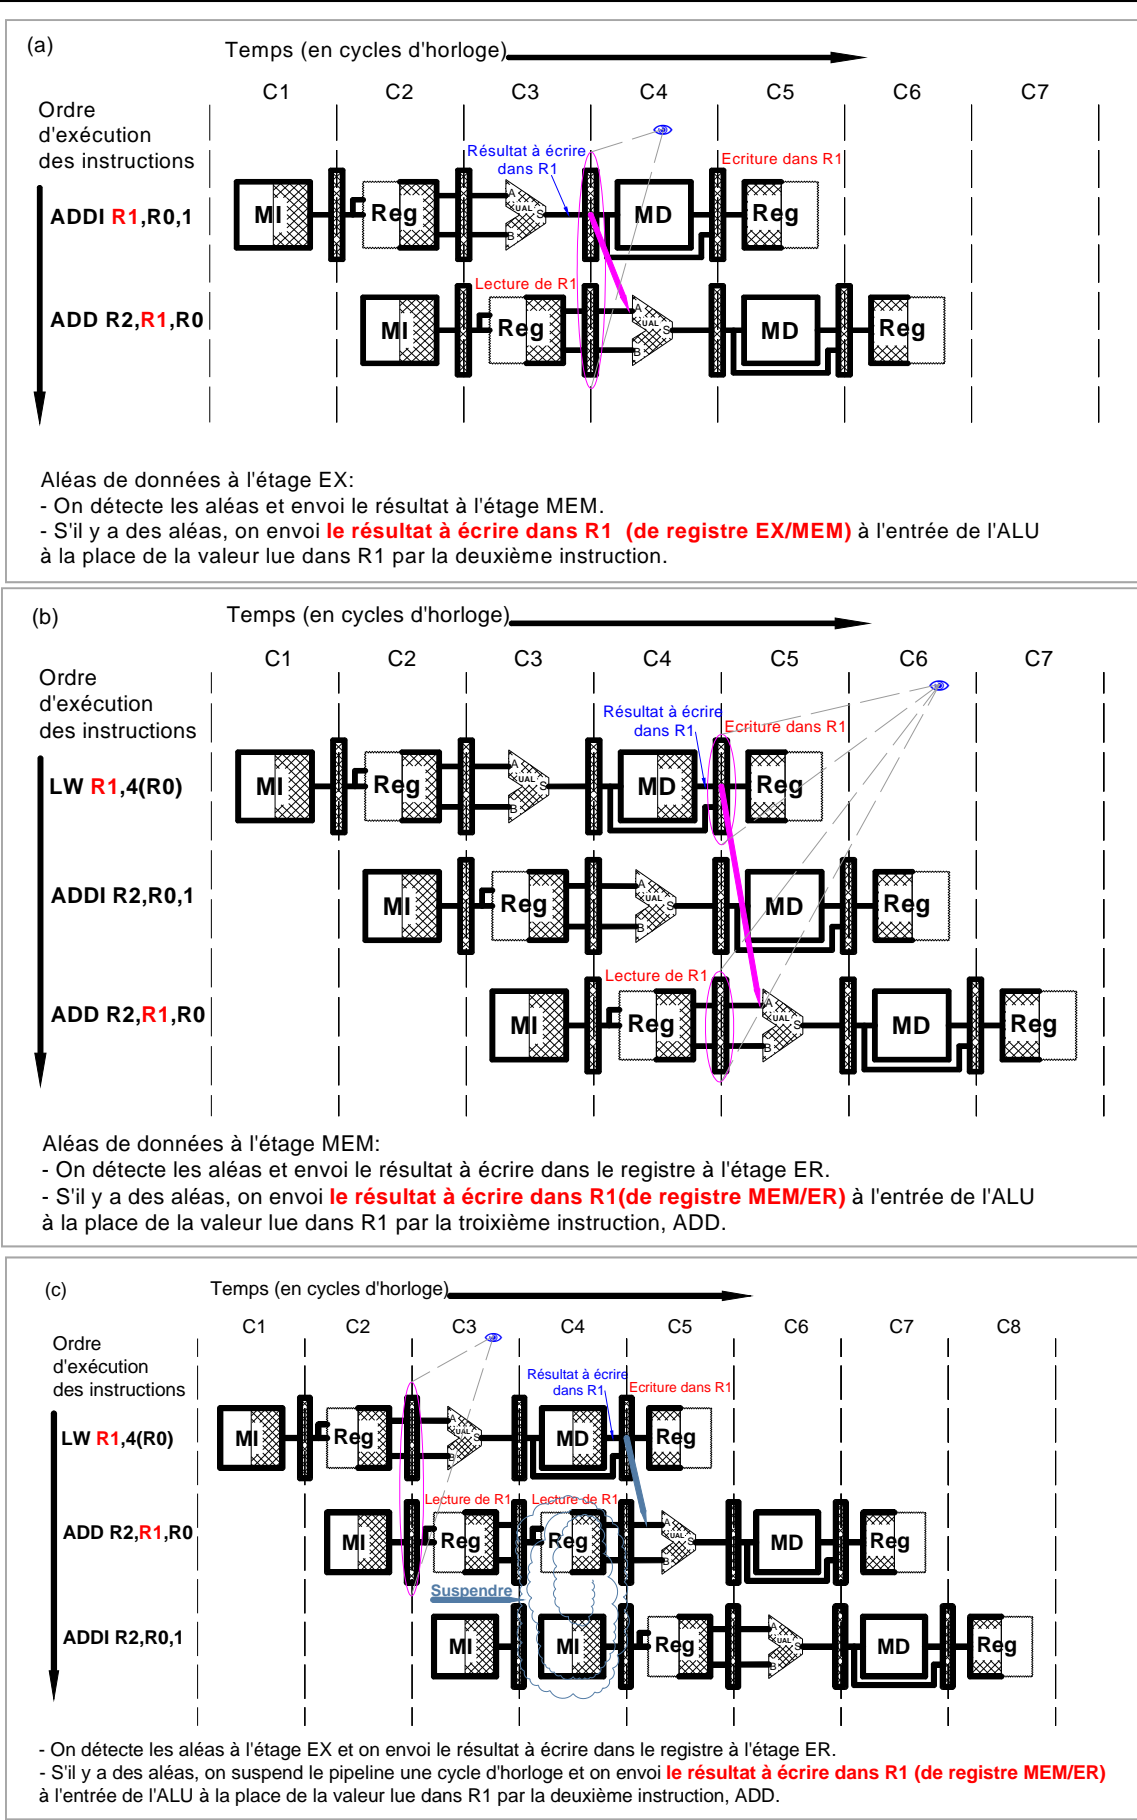 (a)
Temps (en cycles d'horloge)
C1 C2 C3 C4 C5 C6 C7
Ordre
d'exécution
des instructions
Résultat à écrire
dans R1
Ecriture dans R1
ADDI R1,R0,1
MI Reg A B UAL S MD Reg
Lecture de R1
ADD R2,R1,R0
MI Reg A B UAL S MD Reg
Aléas de données à l'étage EX:
- On détecte les aléas et envoi le résultat à l'étage MEM.
- S'il y a des aléas, on envoi le résultat à écrire dans R1 (de registre EX/MEM) à l'entrée de l'ALU
à la place de la valeur lue dans R1 par la deuxième instruction.
(b)
Temps (en cycles d'horloge)
C1 C2 C3 C4 C5 C6 C7
Ordre
d'exécution
des instructions
Résultat à écrire
dans R1
Ecriture dans R1
LW R1,4(R0)
MI Reg A B UAL S MD Reg
ADDI R2,R0,1
MI Reg A B UAL S MD Reg
Lecture de R1
ADD R2,R1,R0
MI Reg A B UAL S MD Reg
Aléas de données à l'étage MEM:
- On détecte les aléas et envoi le résultat à écrire dans le registre à l'étage ER.
- S'il y a des aléas, on envoi le résultat à écrire dans R1(de registre MEM/ER) à l'entrée de l'ALU
à la place de la valeur lue dans R1 par la troixième instruction, ADD.
(c)
Temps (en cycles d'horloge)
C1 C2 C3 C4 C5 C6 C7 C8
Ordre
d'exécution
des instructions
Résultat à écrire
dans R1
Ecriture dans R1
LW R1,4(R0)
MI Reg A B UAL S MD Reg
Lecture de R1 Lecture de R1
ADD R2,R1,R0
MI Reg Reg A B UAL S MD Reg
Suspendre
ADDI R2,R0,1
MI MI Reg A B UAL S MD Reg
- On détecte les aléas à l'étage EX et on envoi le résultat à écrire dans le registre à l'étage ER.
- S'il y a des aléas, on suspend le pipeline une cycle d'horloge et on envoi le résultat à écrire dans R1 (de registre MEM/ER)
à l'entrée de l'ALU à la place de la valeur lue dans R1 par la deuxième instruction, ADD.